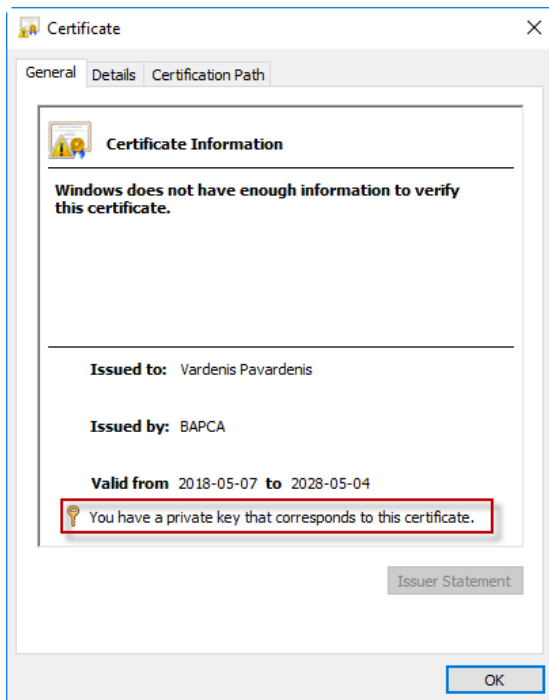 Certificate
General Details Certification Path
Certificate Information
Windows does not have enough information to verify
this certificate.
Issued to: Vardenis Pavardenis
Issued by: BAPCA
Valid from 2018-05-07 to 2028-05-04
You have a private key that corresponds to this certificate.
Issuer Statement
OK